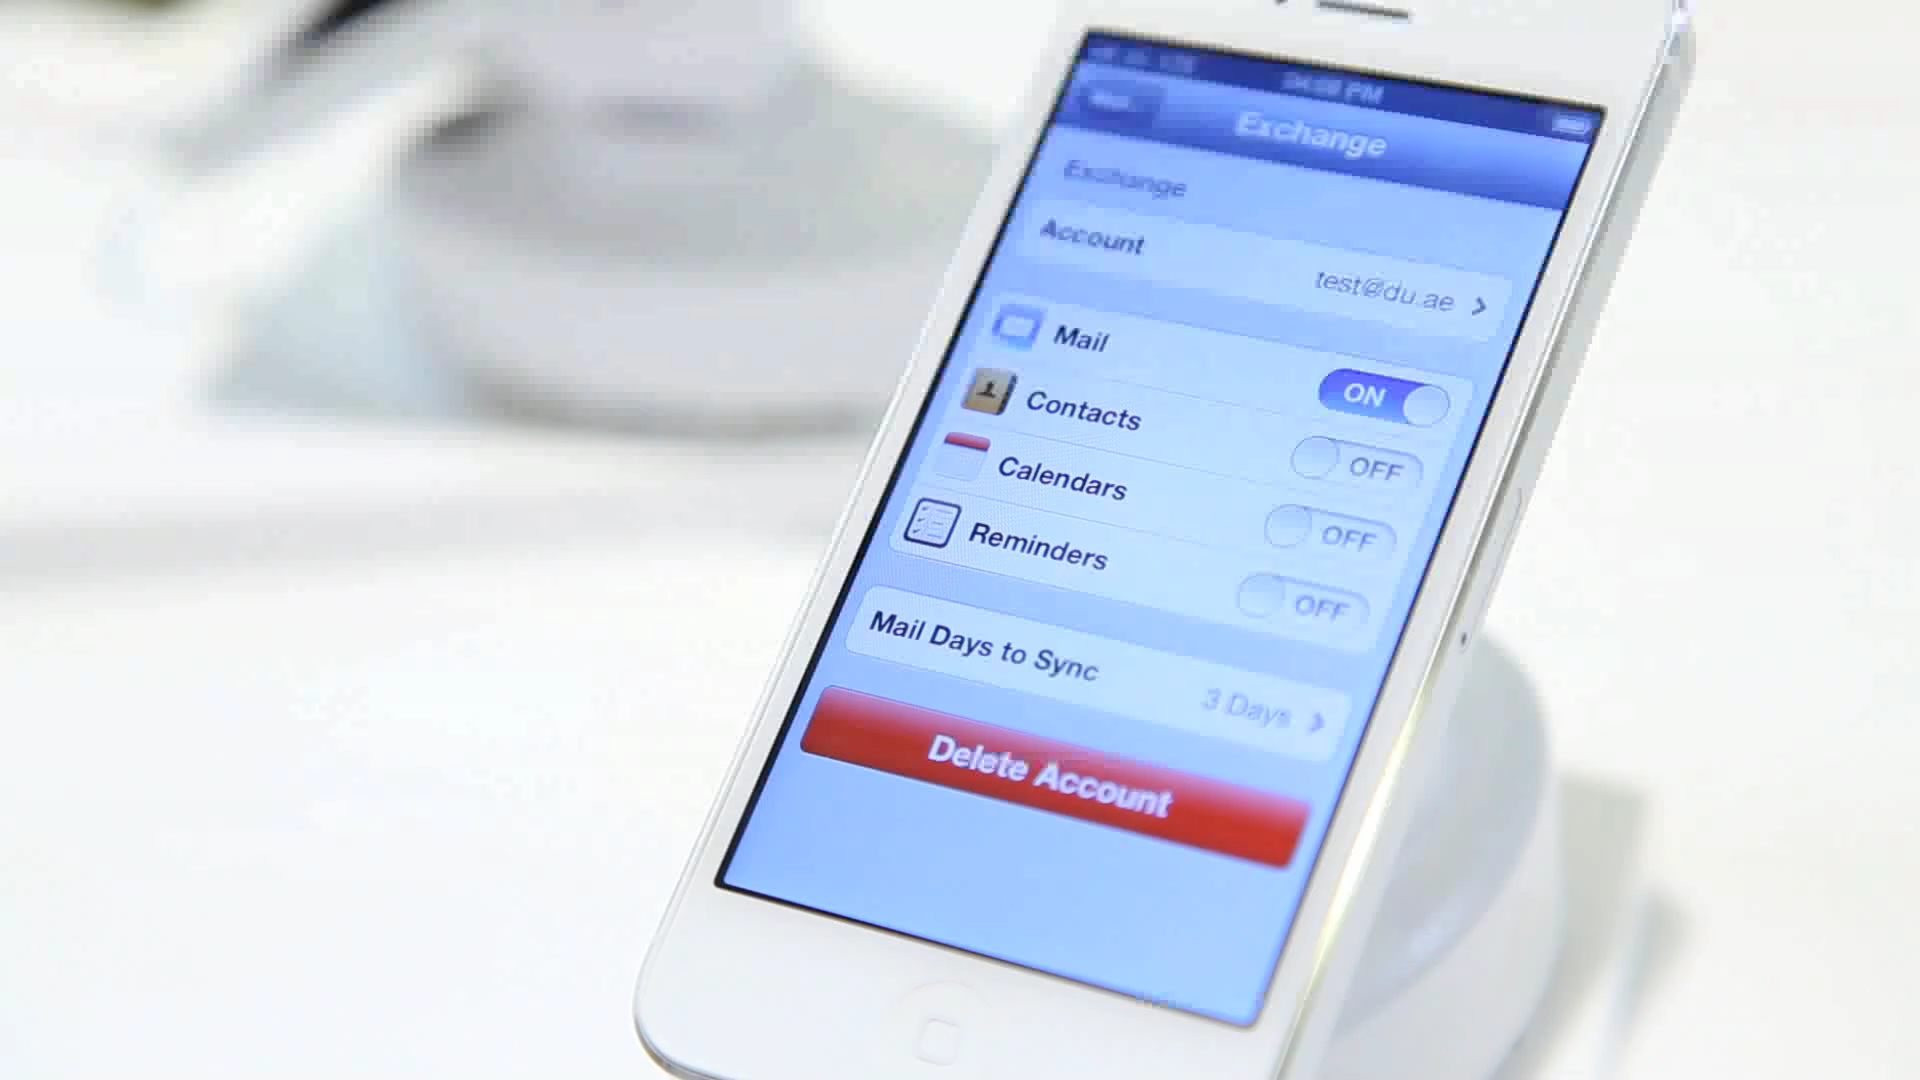 Exchange
Exchange
Account
test@du.ae
Mail
ON
Contacts
OFF
Calendars
OFF
Reminders
OFF
Mail Days to Sync
3 Days
Delete Account